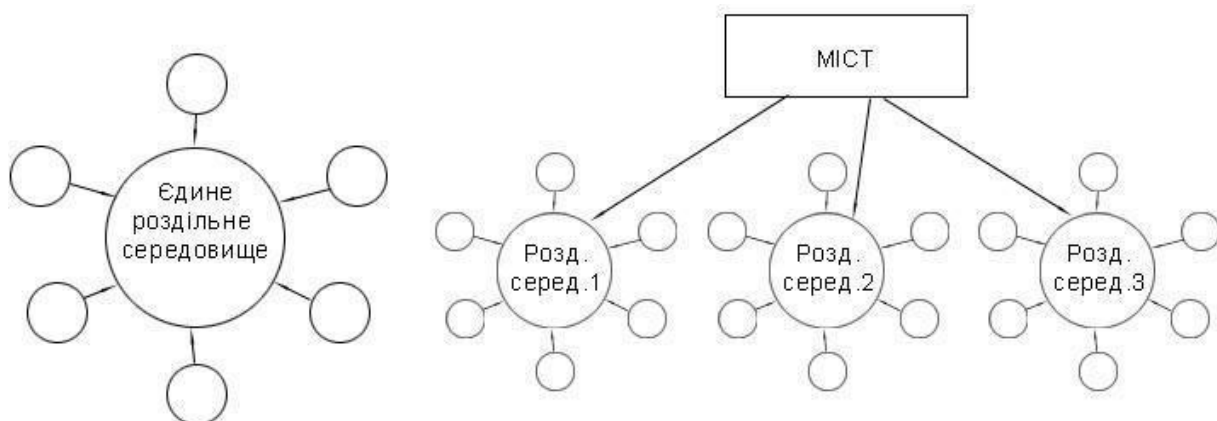 Єдине
роздільне
середовище
МІСТ
Розд.
серед.1
Розд.
серед.2
Розд.
серед.3